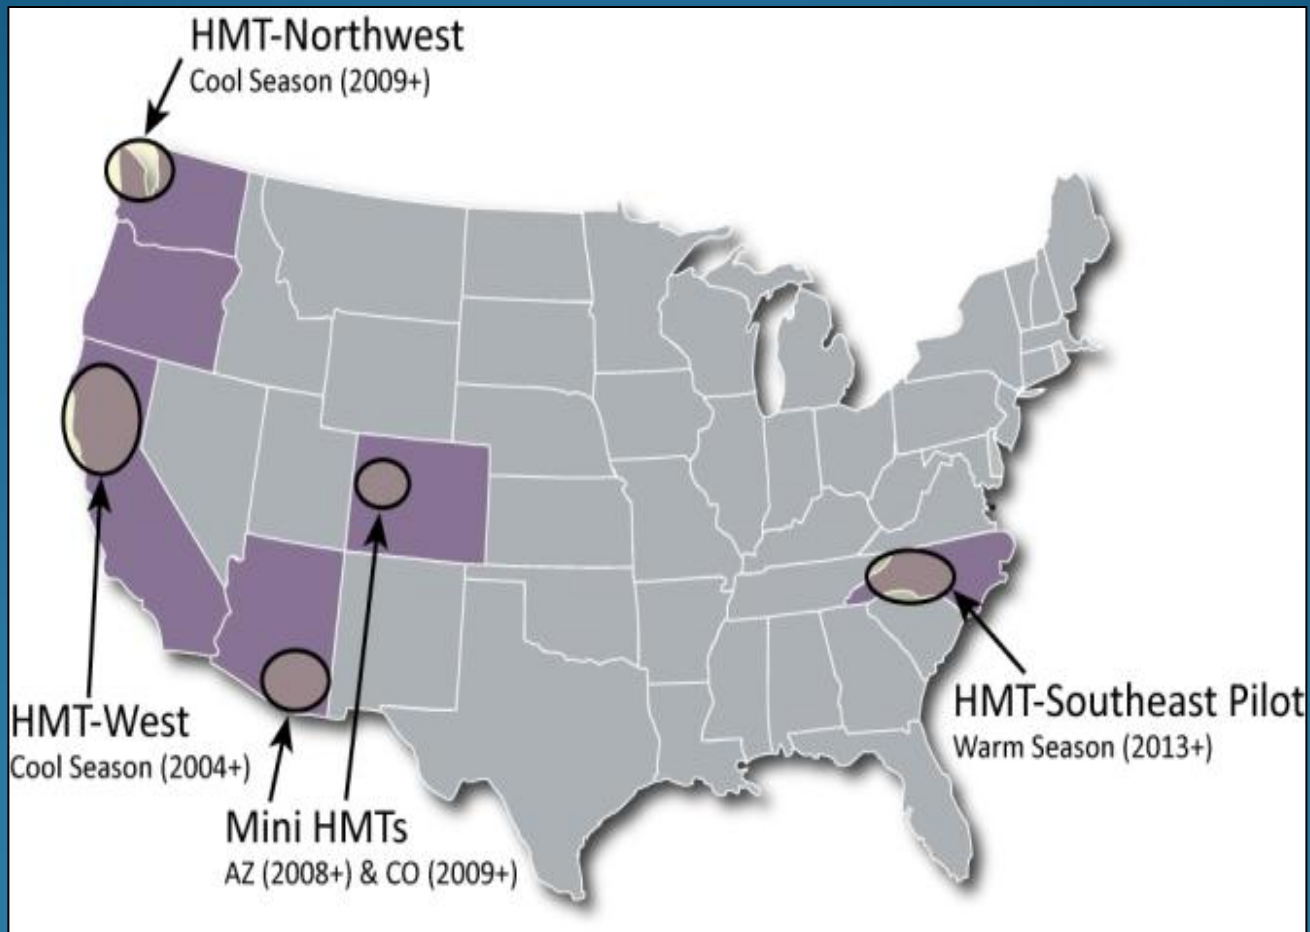 HMT-Northwest
Cool Season (2009+)
HMT-West
Cool Season (2004+)
HMT-Southeast Pilot
Warm Season (2013+)
Mini HMTs
AZ (2008+) & CO (2009+)